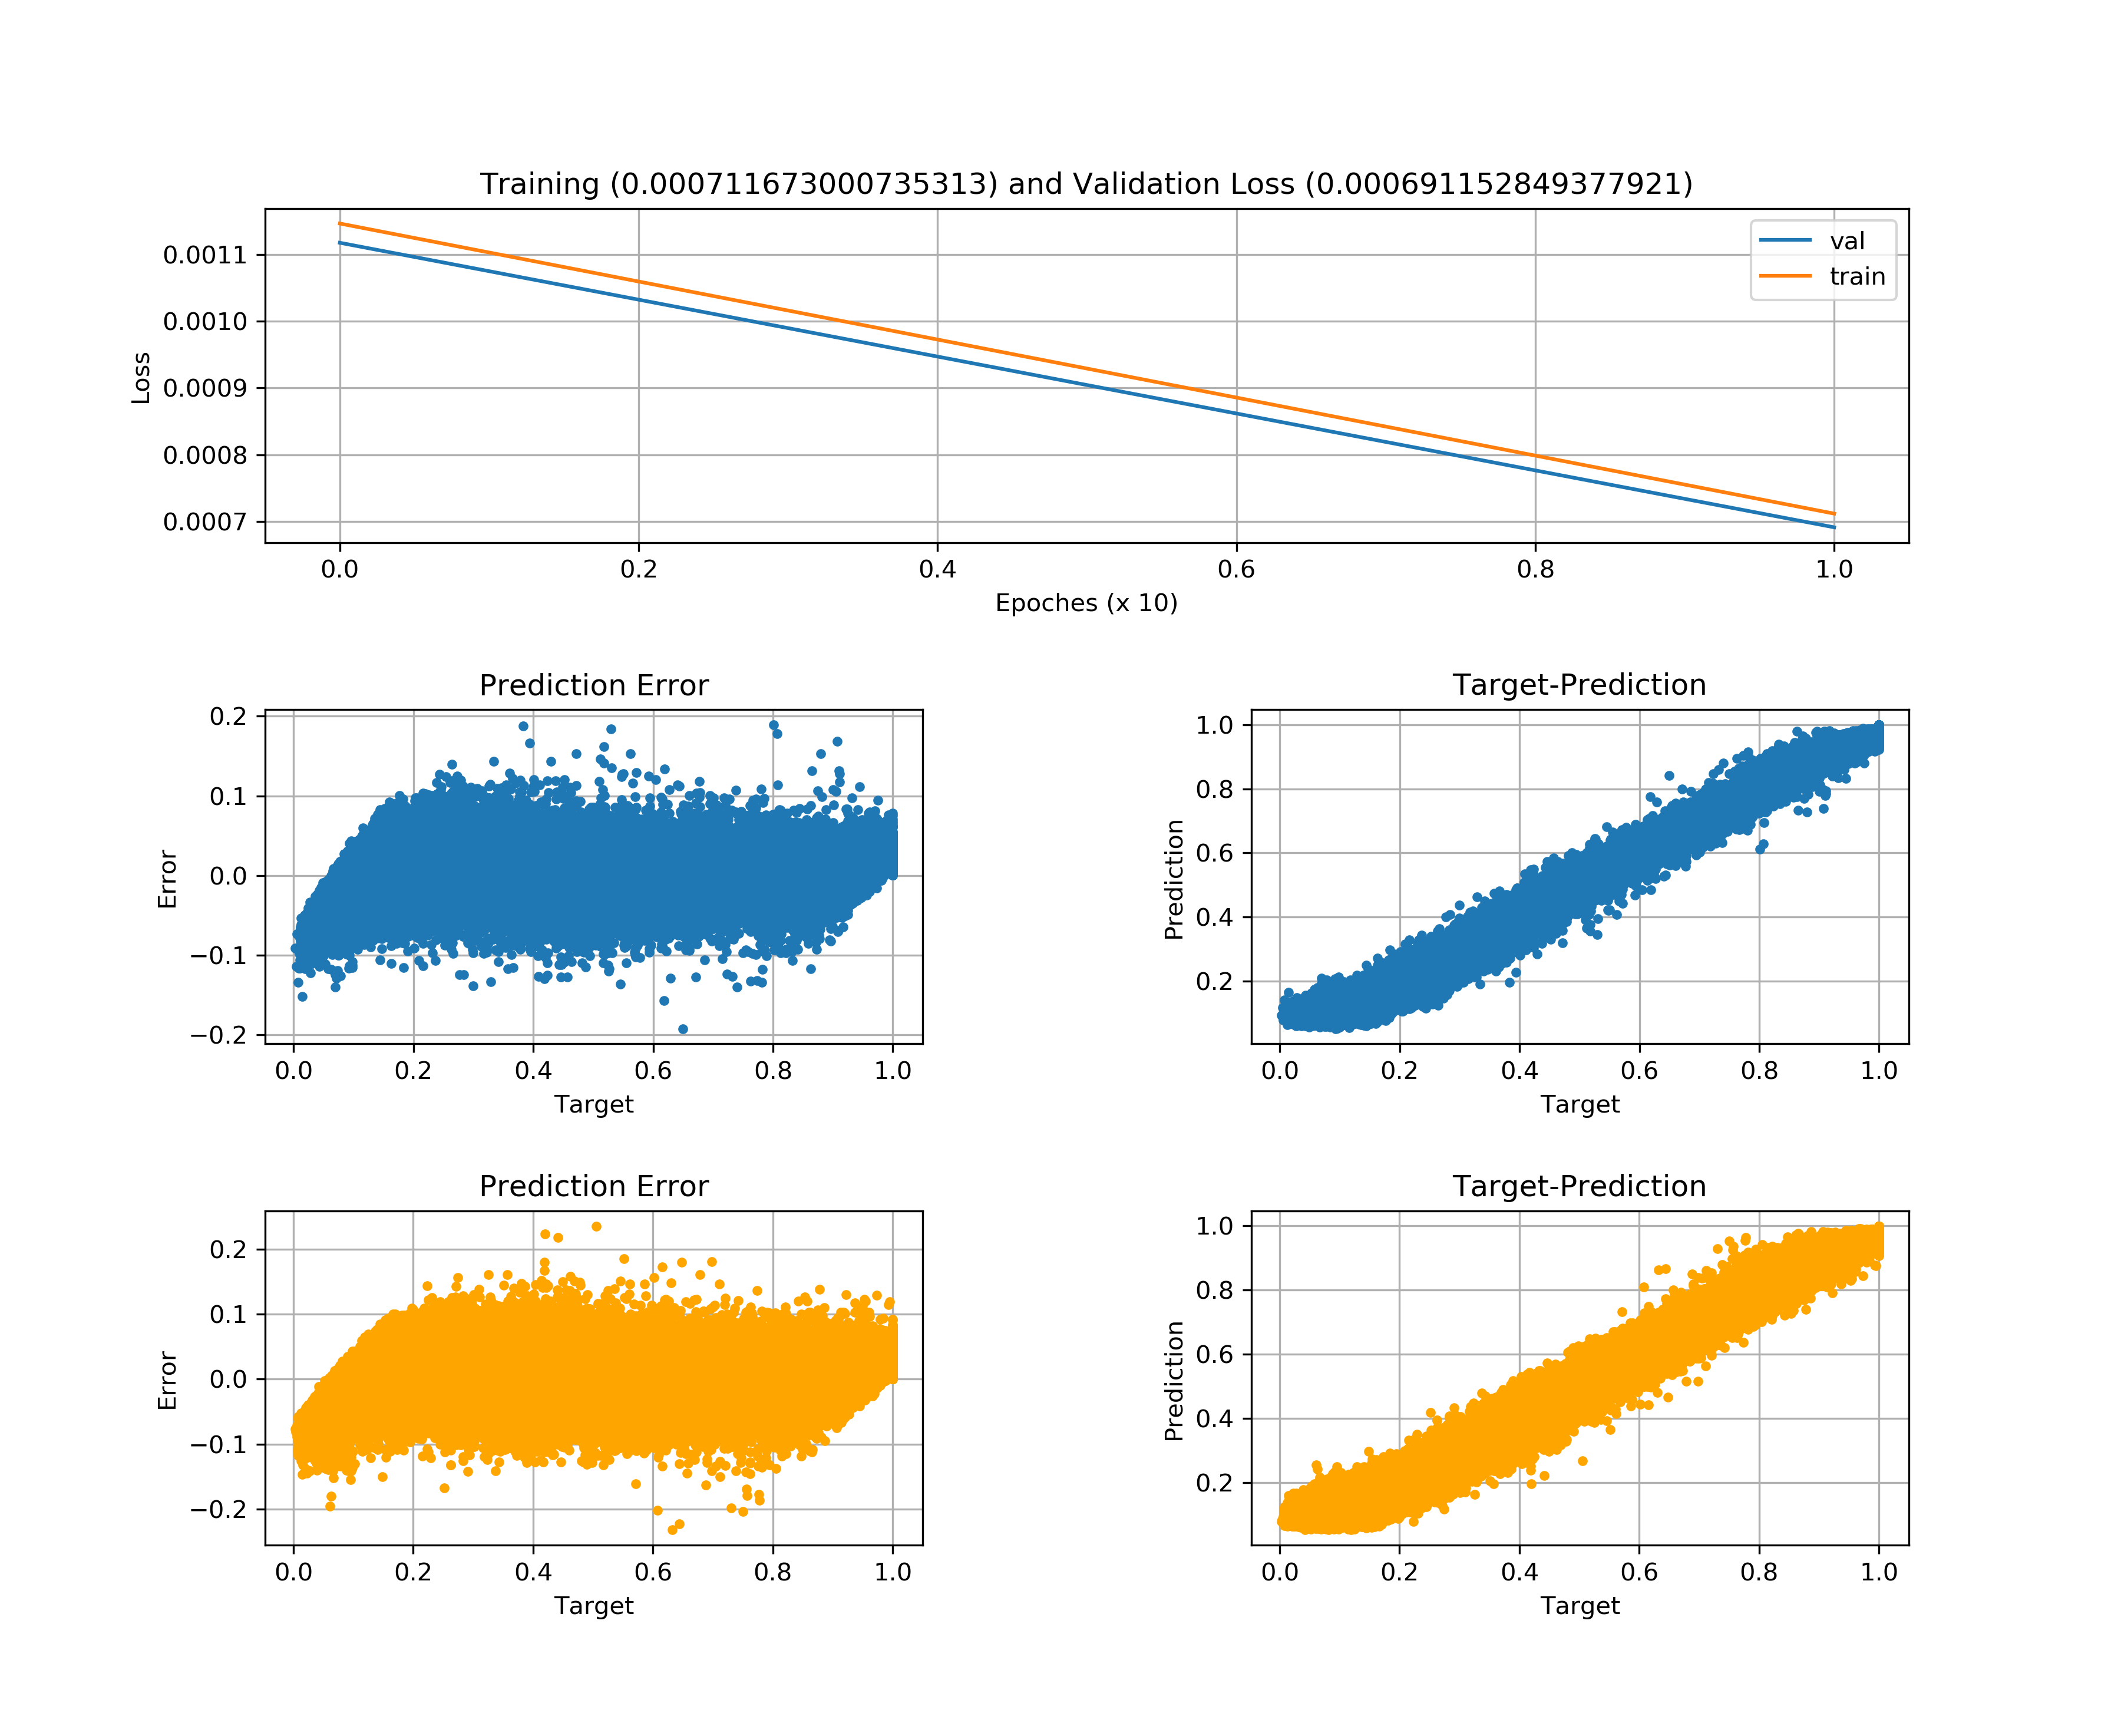 Training (0.000711673000735313) and Validation Loss (0.000691152849377921)
0.0011
0.0010
0.0009
0.0008
0.0007
Loss
val
train
0.0 0.2 0.4 0.6 0.8 1.0
Epoches (x 10)
Prediction Error
0.2
0.1
0.0
−0.1
−0.2
Error
0.0 0.2 0.4 0.6 0.8 1.0
Target
Target-Prediction
1.0
0.8
0.6
0.4
0.2
Prediction
0.0 0.2 0.4 0.6 0.8 1.0
Target
Prediction Error
0.2
0.1
0.0
−0.1
−0.2
Error
0.0 0.2 0.4 0.6 0.8 1.0
Target
Target-Prediction
1.0
0.8
0.6
0.4
0.2
Prediction
0.0 0.2 0.4 0.6 0.8 1.0
Target